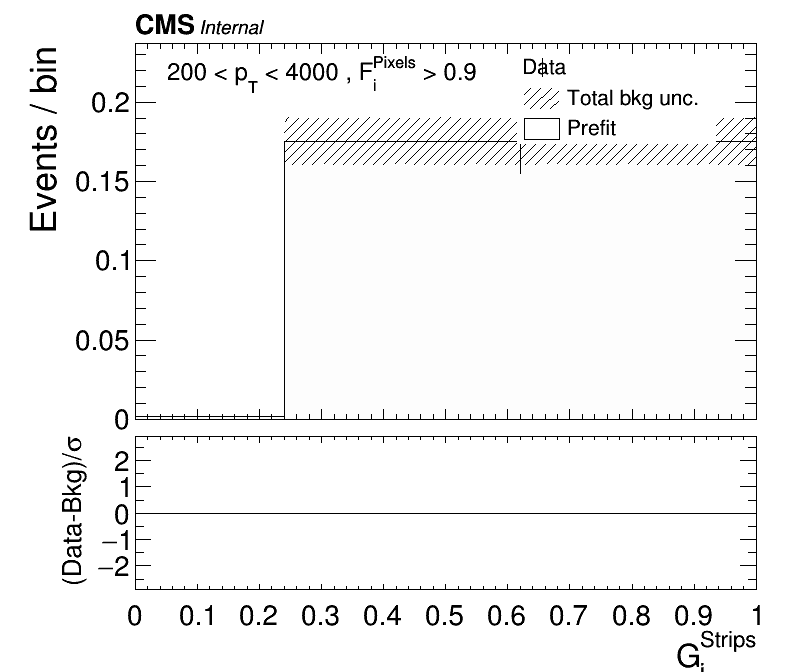 CMS Internal
200 < p_T < 4000 , F_i^Pixels > 0.9
Data
Total bkg unc.
Prefit
Events / bin
0.2
0.15
0.1
0.05
0
(Data-Bkg)/σ
2
1
0
−1
−2
0 0.1 0.2 0.3 0.4 0.5 0.6 0.7 0.8 0.9 1
G_i^Strips